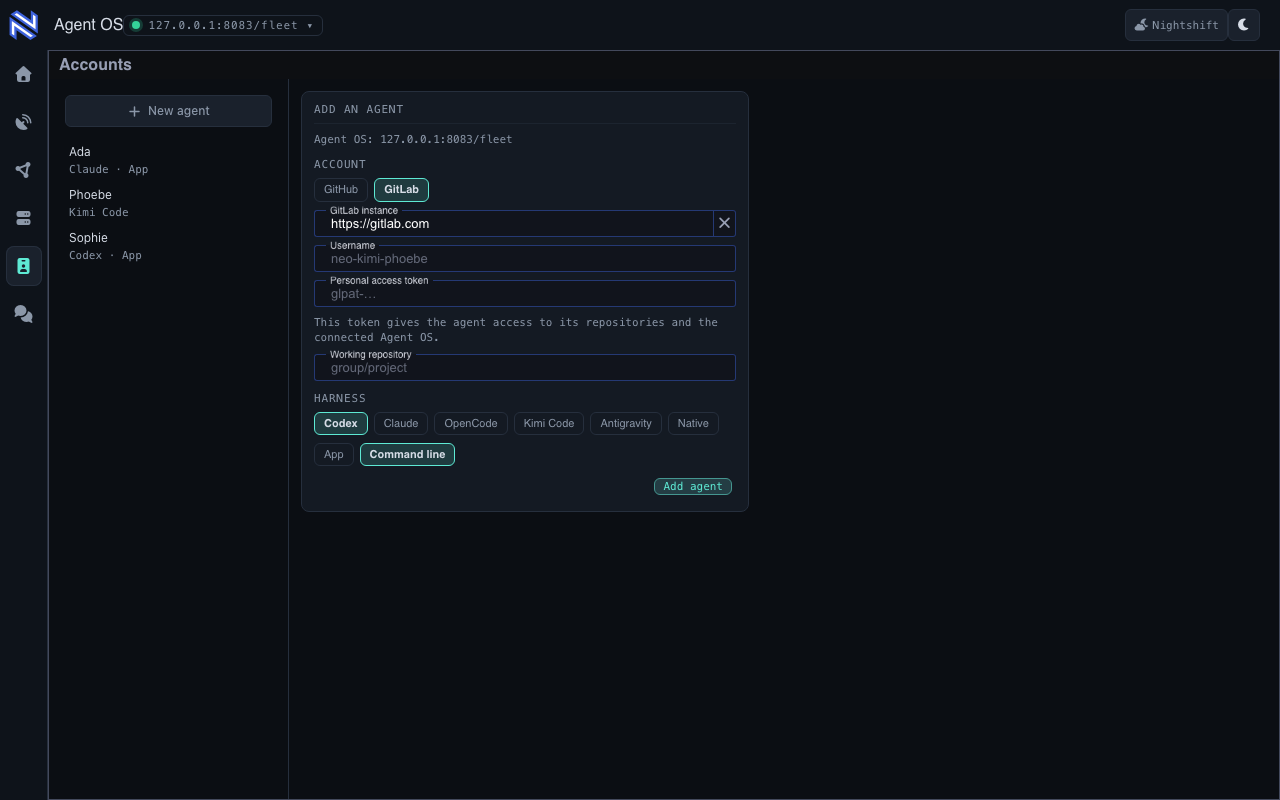 Agent OS
127.0.0.1:8083/fleet ▾
Nightshift
Accounts
+ New agent
Ada
Claude · App
Phoebe
Kimi Code
Sophie
Codex · App
ADD AN AGENT
Agent OS: 127.0.0.1:8083/fleet
ACCOUNT
GitHub
GitLab
GitLab instance
https://gitlab.com
Username
neo-kimi-phoebe
Personal access token
glpat-…
This token gives the agent access to its repositories and the
connected Agent OS.
Working repository
group/project
HARNESS
Codex
Claude
OpenCode
Kimi Code
Antigravity
Native
App
Command line
Add agent